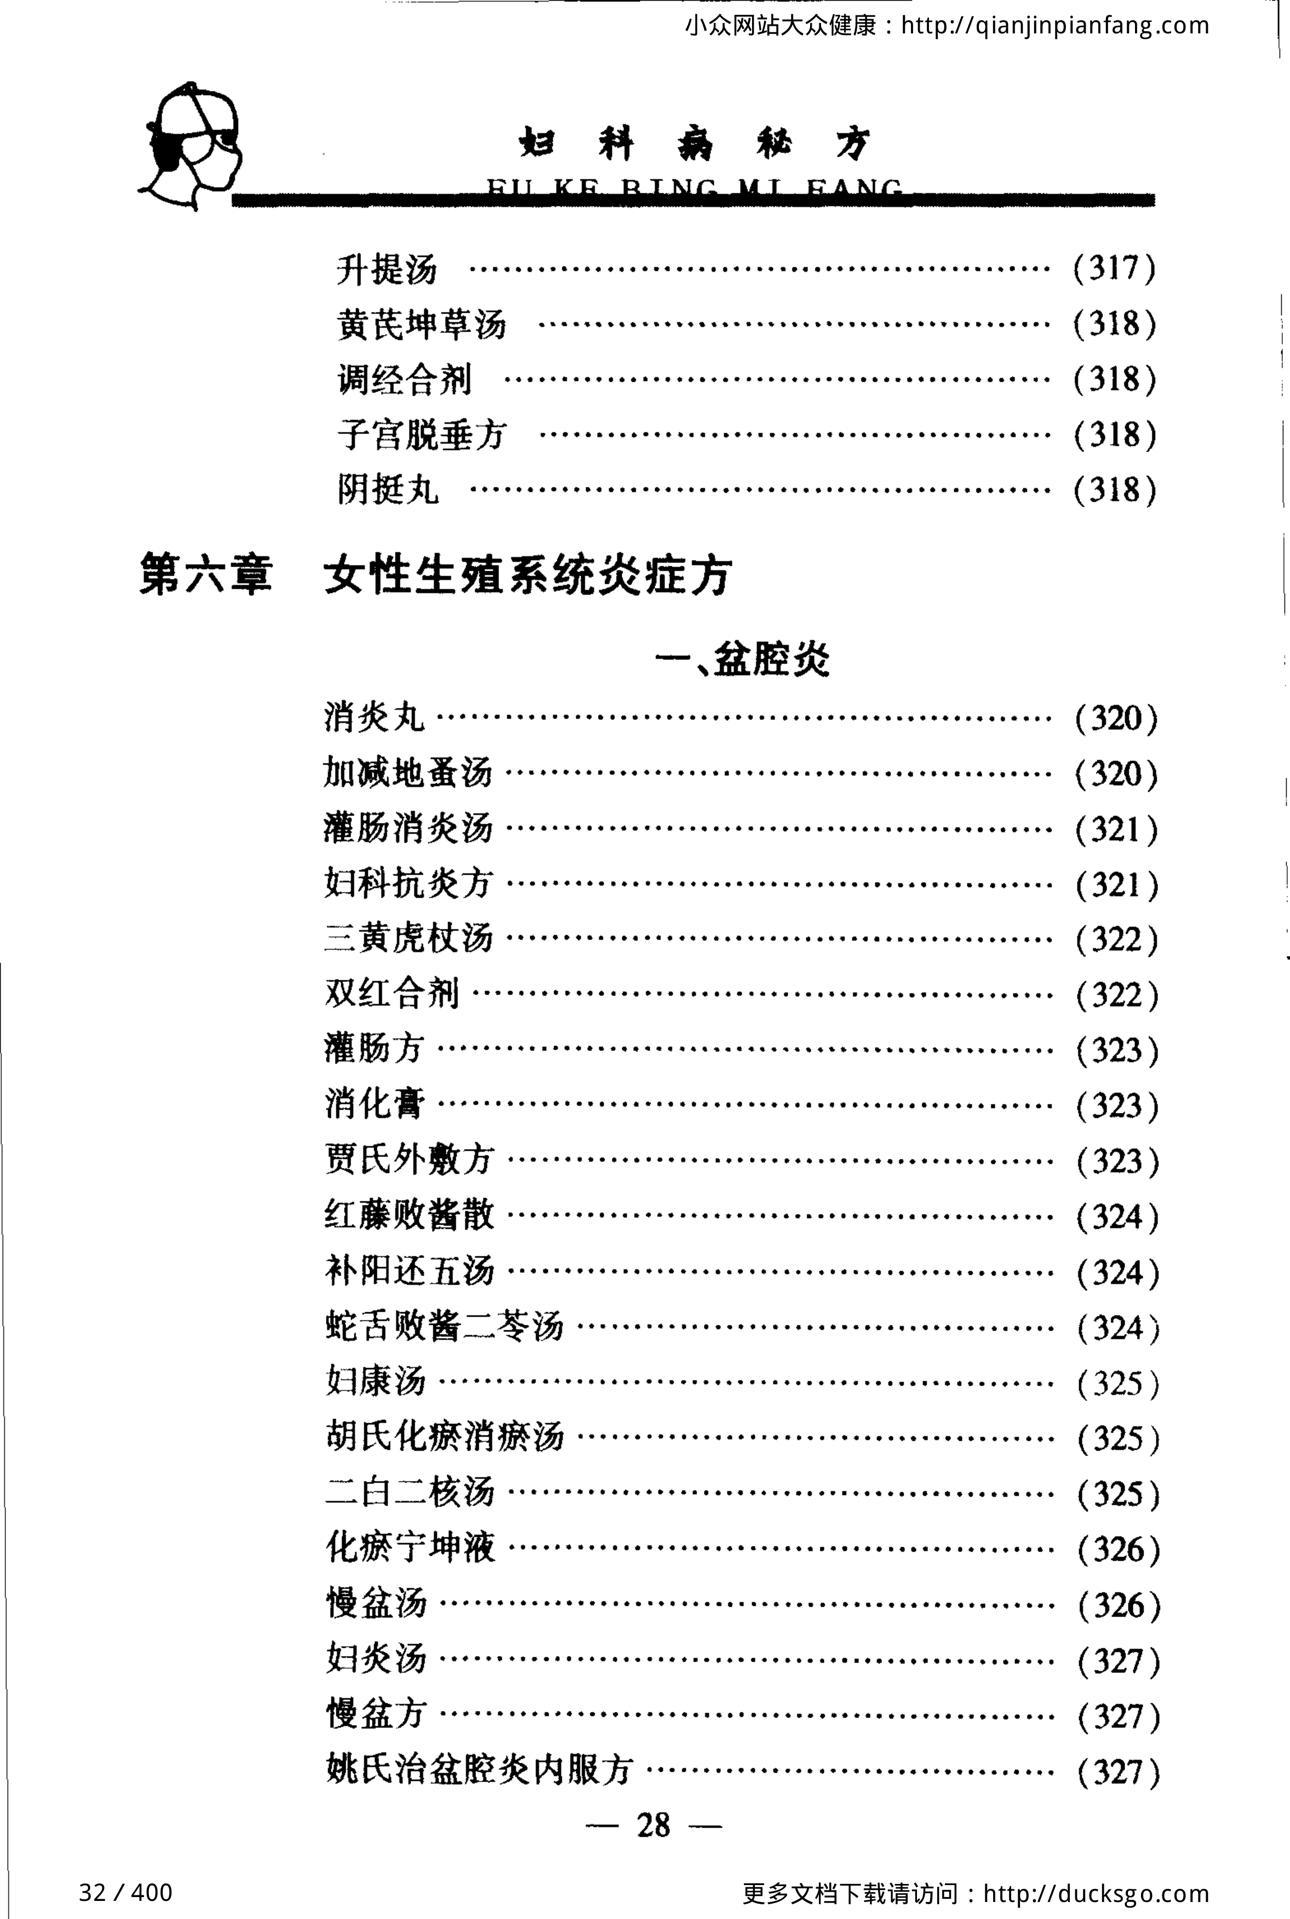 小众网站大众健康：http://qianjinpianfang.com
妇科病秘方
FU KE BING MI FANG
升提汤 …………………………………………… (317)
黄芪坤草汤 …………………………………………… (318)
调经合剂 …………………………………………… (318)
子宫脱垂方 …………………………………………… (318)
阴挺丸 …………………………………………… (318)
第六章 女性生殖系统炎症方
一、盆腔炎
消炎丸 …………………………………………… (320)
加减地蚤汤 …………………………………………… (320)
灌肠消炎汤 …………………………………………… (321)
妇科抗炎方 …………………………………………… (321)
三黄虎杖汤 …………………………………………… (322)
双红合剂 …………………………………………… (322)
灌肠方 …………………………………………… (323)
消化膏 …………………………………………… (323)
贾氏外敷方 …………………………………………… (323)
红藤败酱散 …………………………………………… (324)
补阳还五汤 …………………………………………… (324)
蛇舌败酱二苓汤 …………………………………………… (324)
妇康汤 …………………………………………… (325)
胡氏化瘀消瘀汤 …………………………………………… (325)
二白二核汤 …………………………………………… (325)
化瘀宁坤液 …………………………………………… (326)
慢盆汤 …………………………………………… (326)
妇炎汤 …………………………………………… (327)
慢盆方 …………………………………………… (327)
姚氏治盆腔炎内服方 …………………………………………… (327)
— 28 —
32 / 400
更多文档下载请访问：http://ducksgo.com